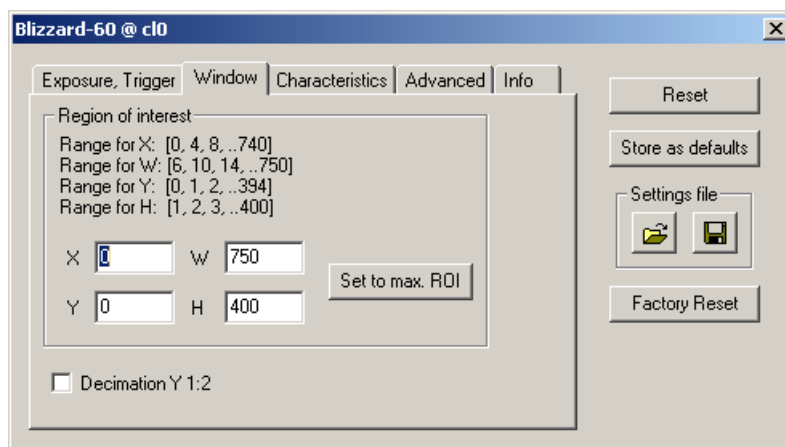 Blizzard-60 @ cl0
Exposure, Trigger Window Characteristics Advanced Info
Region of interest
Range for X: [0, 4, 8, ..740]
Range for W: [6, 10, 14, ..750]
Range for Y: [0, 1, 2, ..394]
Range for H: [1, 2, 3, ..400]
X 0 W 750
Y 0 H 400
Set to max. ROI
Decimation Y 1:2
Reset
Store as defaults
Settings file
Factory Reset